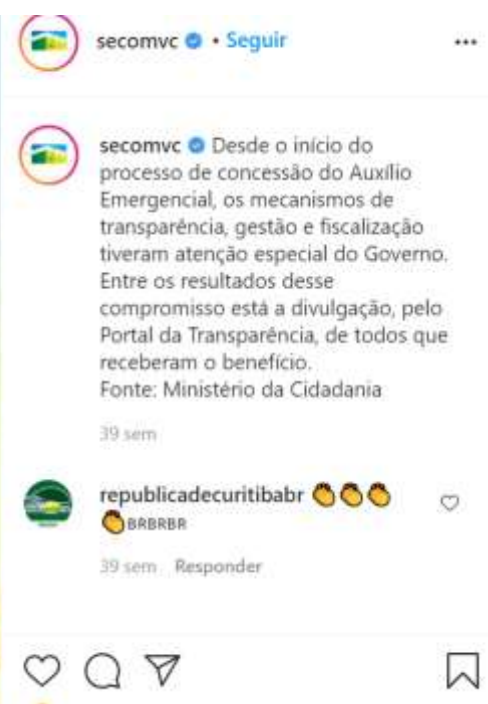 secomvc • Seguir
secomvc Desde o início do
processo de concessão do Auxílio
Emergencial, os mecanismos de
transparência, gestão e fiscalização
tiveram atenção especial do Governo.
Entre os resultados desse
compromisso está a divulgação, pelo
Portal da Transparência, de todos que
receberam o benefício.
Fonte: Ministério da Cidadania
39 sem
republicadecuritibabr 👏👏👏
👏BRBRBR
39 sem Responder